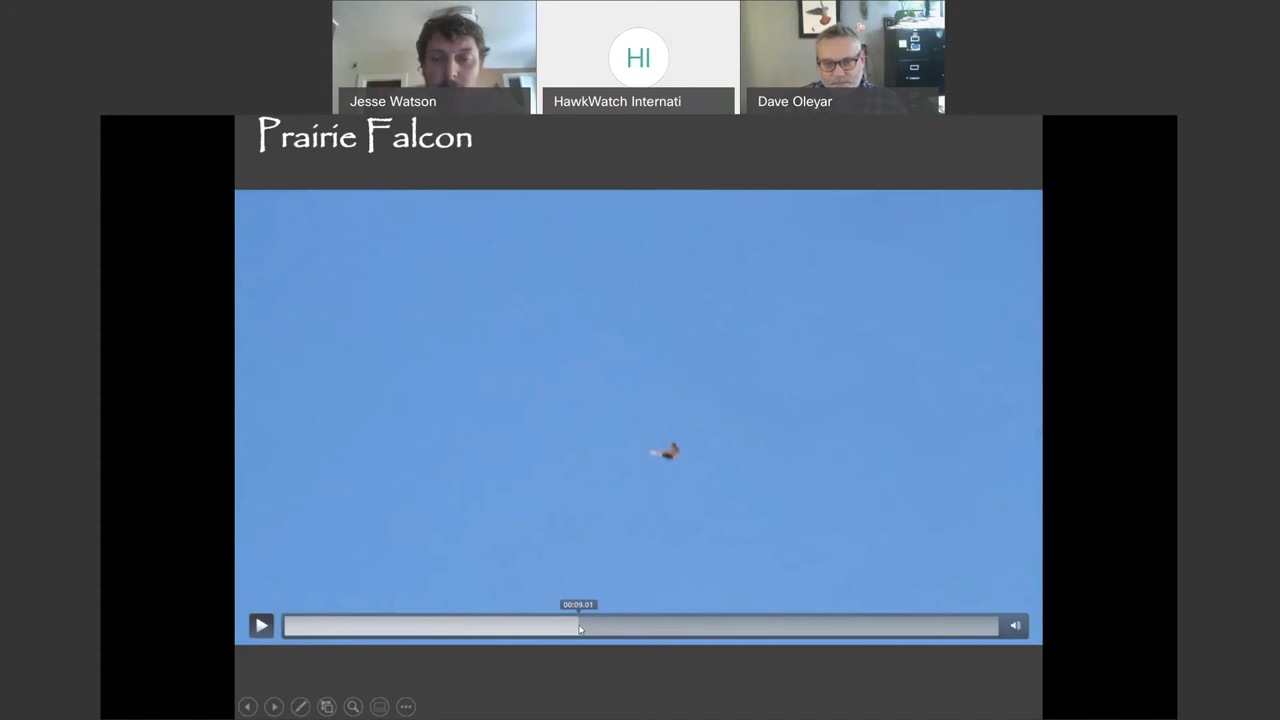 HI
Jesse Watson
HawkWatch Internati
Dave Oleyar
Prairie Falcon
00:09.01